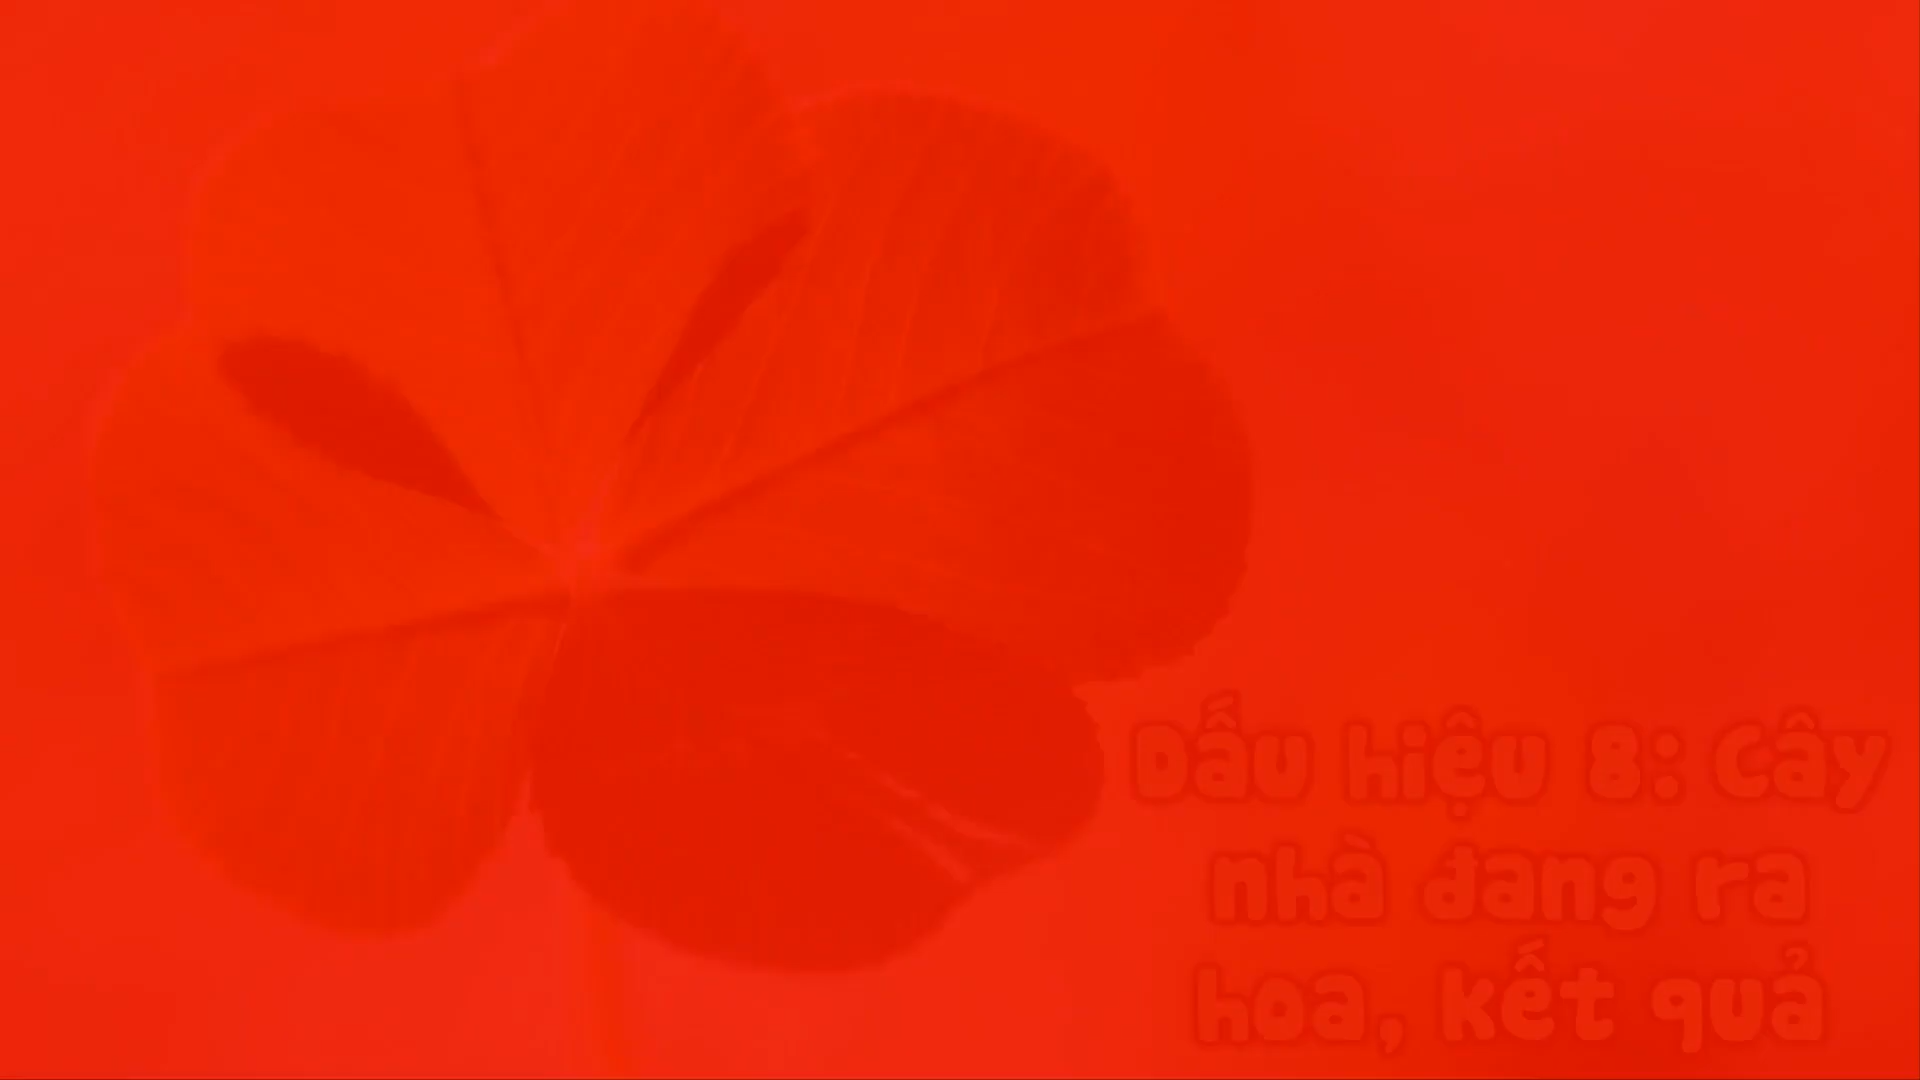 Dấu hiệu 8: Cây
nhà đang ra
hoa, kết quả